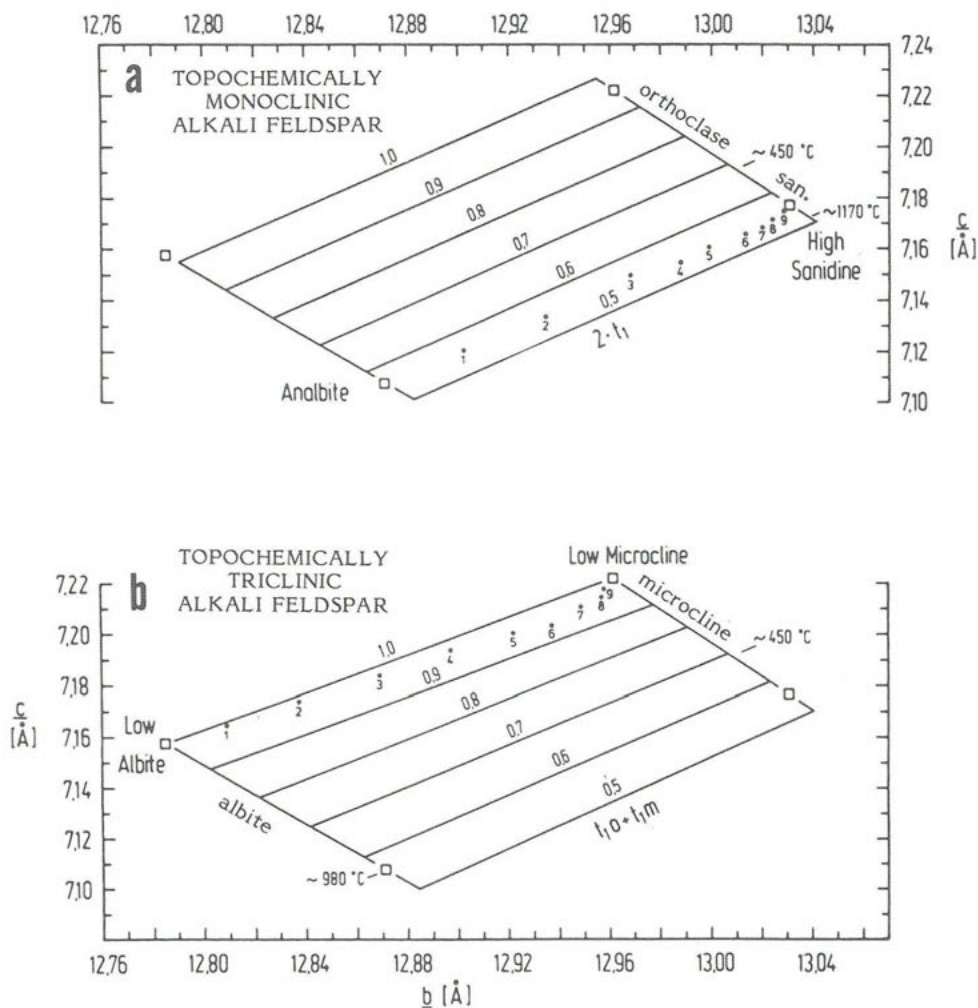 12,76 12,80 12,84 12,88 12,92 12,96 13,00 13,04
a
TOPOCHEMICALLY
MONOCLINIC
ALKALI FELDSPAR
7,24
7,22
7,20
7,18
7,16
7,14
7,12
7,10
c
[Å]
orthoclase
~ 450 °C
san.
~1170 °C
High
Sanidine
1,0
0,9
0,8
0,7
0,6
0,5
2·t₁
1 2 3 4 5 6 7 8 9
Analbite
b
TOPOCHEMICALLY
TRICLINIC
ALKALI FELDSPAR
Low Microcline
microcline
~ 450 °C
7,22
7,20
7,18
7,16
7,14
7,12
7,10
c
[Å]
Low
Albite
albite
~ 980 °C
1,0
0,9
0,8
0,7
0,6
0,5
t₁o + t₁m
1 2 3 4 5 6 7 8 9
12,76 12,80 12,84 12,88 12,92 12,96 13,00 13,04
b [Å]